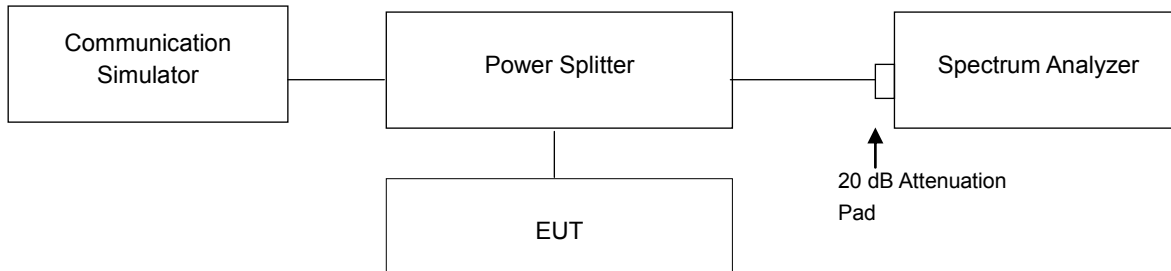 Communication
Simulator
Power Splitter
Spectrum Analyzer
20 dB Attenuation
Pad
EUT